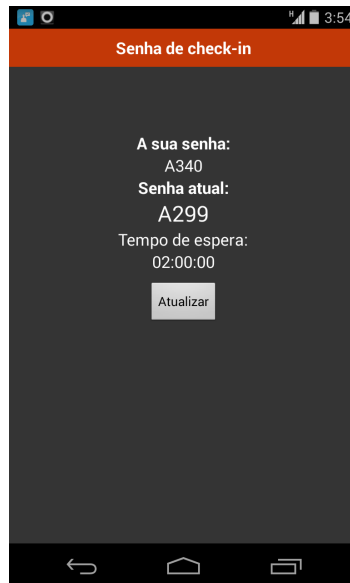 H 3:54
Senha de check-in
A sua senha:
A340
Senha atual:
A299
Tempo de espera:
02:00:00
Atualizar